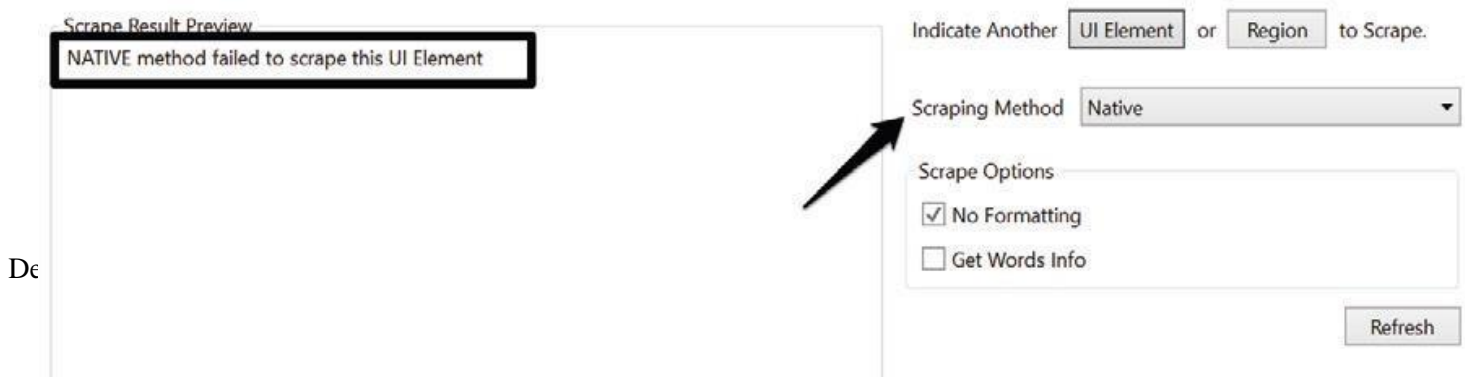 Scrape Result Preview
NATIVE method failed to scrape this UI Element
Indicate Another UI Element or Region to Scrape.
Scraping Method Native
Scrape Options
No Formatting
Get Words Info
Refresh